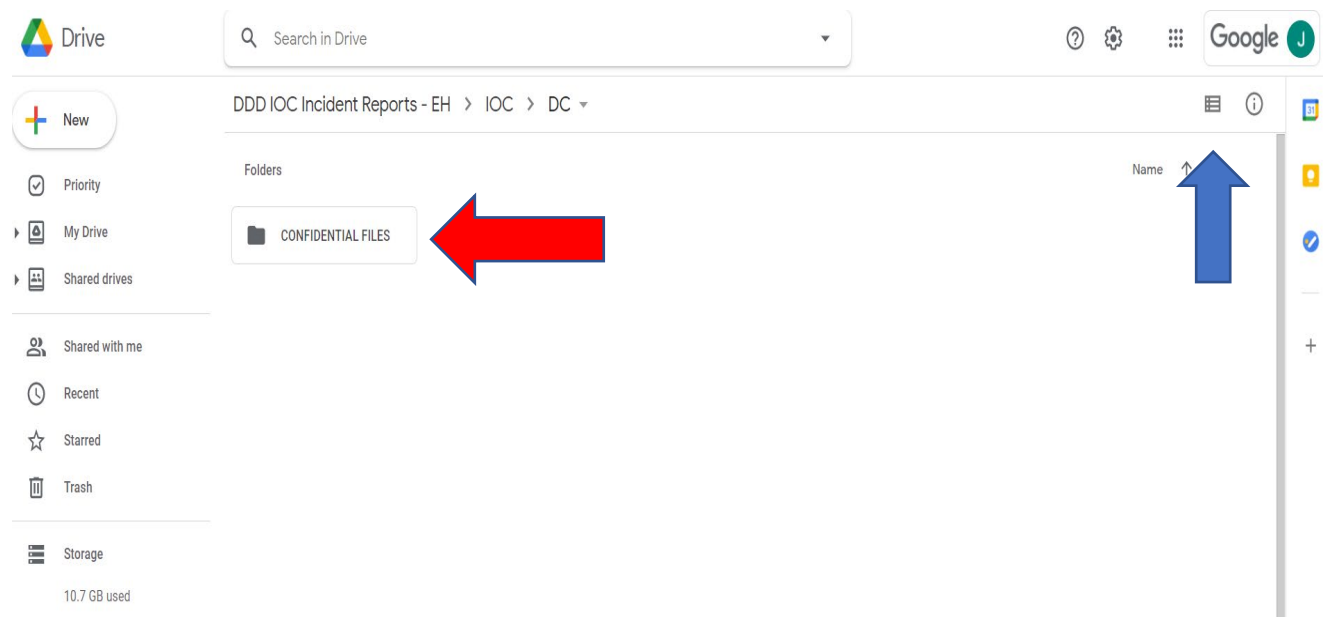 Drive
Search in Drive
Google J
New
DDD IOC Incident Reports - EH > IOC > DC
31
Folders
Name
Priority
My Drive
CONFIDENTIAL FILES
Shared drives
Shared with me
Recent
Starred
Trash
Storage
10.7 GB used